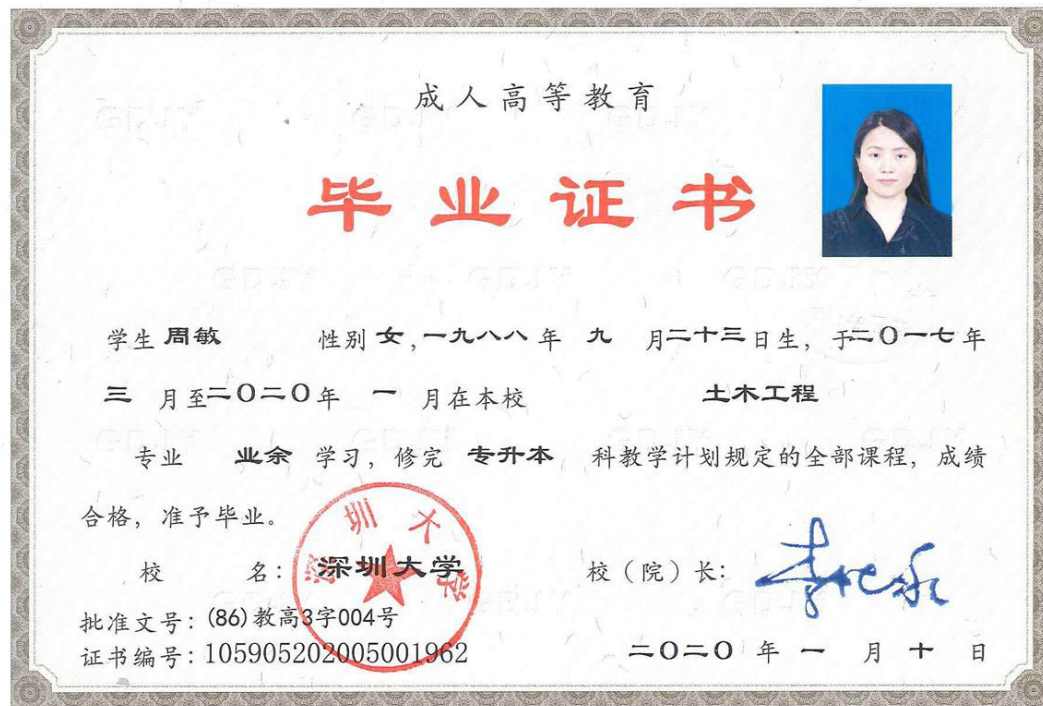 成人高等教育
毕业证书
学生 周敏 性别 女,一九八八 年 九 月二十三日生, 于二〇一七年
三 月至二〇二〇年 一 月在本校 土木工程
专业 业余 学习, 修完 专升本 科教学计划规定的全部课程, 成绩
合格, 准予毕业。
深圳大学
校 名: 深圳大学 校(院)长:
批准文号: (86)教高3字004号
证书编号: 105905202005001962 二〇二〇 年 一 月 十 日